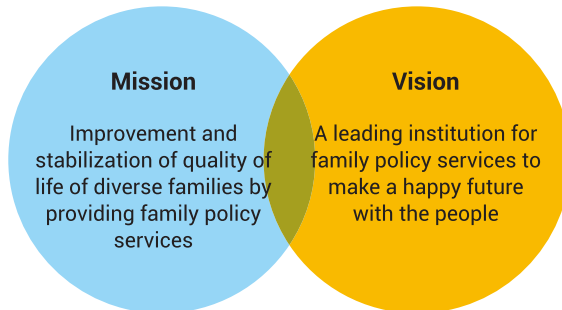 Mission
Improvement and
stabilization of quality of
life of diverse families by
providing family policy
services
Vision
A leading institution for
family policy services to
make a happy future
with the people